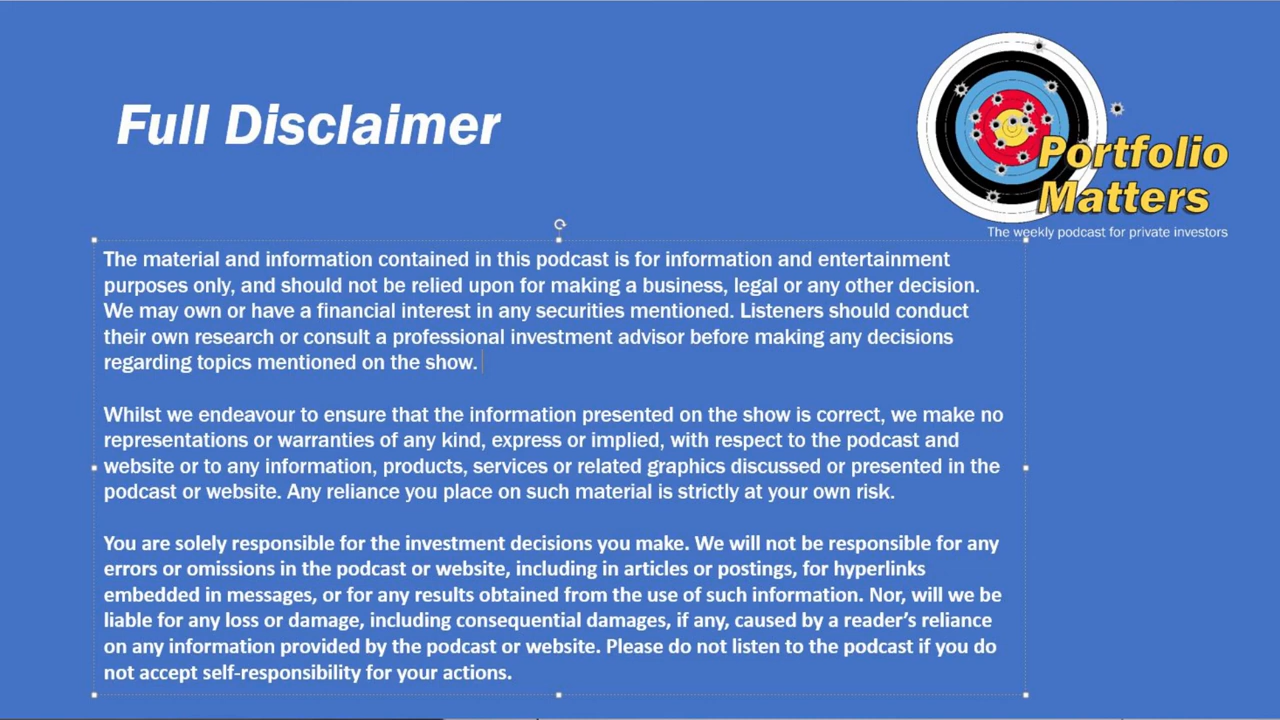 Full Disclaimer
Portfolio
Matters
The weekly podcast for private investors
The material and information contained in this podcast is for information and entertainment
purposes only, and should not be relied upon for making a business, legal or any other decision.
We may own or have a financial interest in any securities mentioned. Listeners should conduct
their own research or consult a professional investment advisor before making any decisions
regarding topics mentioned on the show.
Whilst we endeavour to ensure that the information presented on the show is correct, we make no
representations or warranties of any kind, express or implied, with respect to the podcast and
website or to any information, products, services or related graphics discussed or presented in the
podcast or website. Any reliance you place on such material is strictly at your own risk.
You are solely responsible for the investment decisions you make. We will not be responsible for any
errors or omissions in the podcast or website, including in articles or postings, for hyperlinks
embedded in messages, or for any results obtained from the use of such information. Nor, will we be
liable for any loss or damage, including consequential damages, if any, caused by a reader’s reliance
on any information provided by the podcast or website. Please do not listen to the podcast if you do
not accept self-responsibility for your actions.